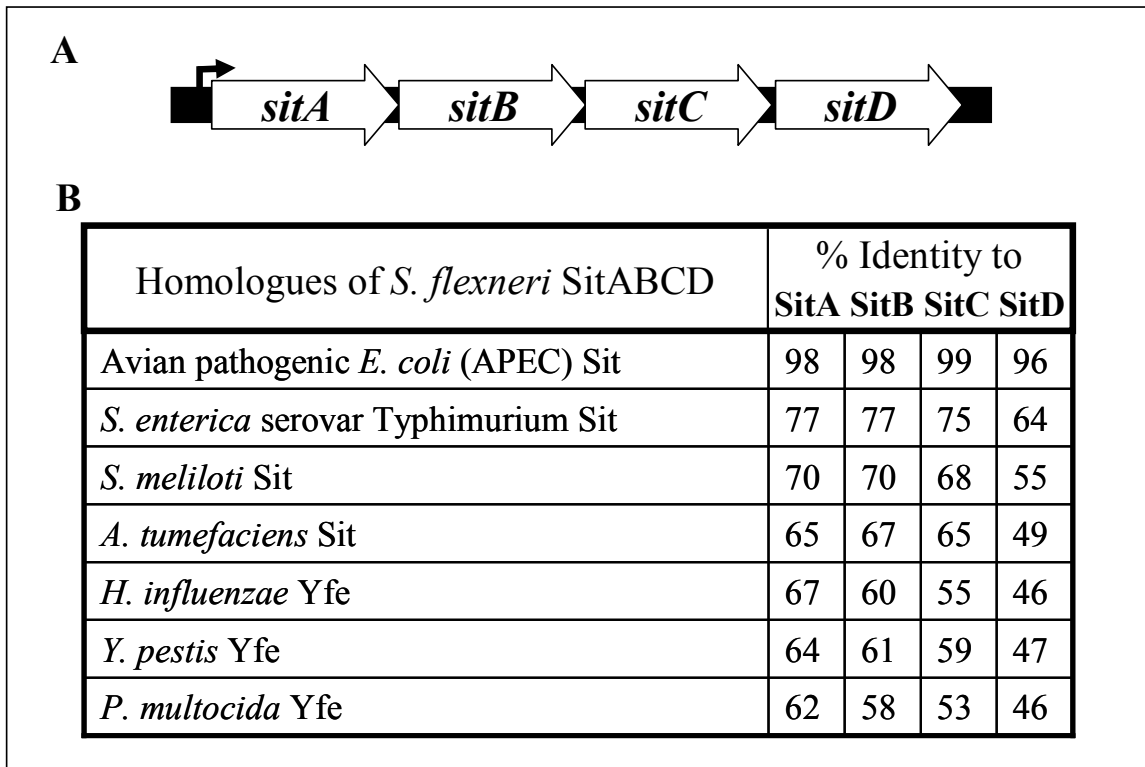 A
sitA sitB sitC sitD
B
Homologues of S. flexneri SitABCD
% Identity to
SitA SitB SitC SitD
Avian pathogenic E. coli (APEC) Sit 98 98 99 96
S. enterica serovar Typhimurium Sit 77 77 75 64
S. meliloti Sit 70 70 68 55
A. tumefaciens Sit 65 67 65 49
H. influenzae Yfe 67 60 55 46
Y. pestis Yfe 64 61 59 47
P. multocida Yfe 62 58 53 46